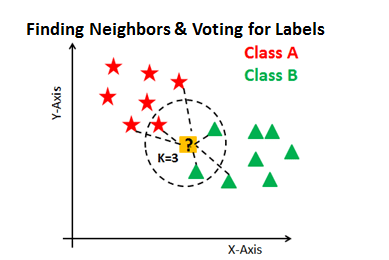 Finding Neighbors & Voting for Labels
Class A
Class B
Y-Axis
?
K=3
X-Axis